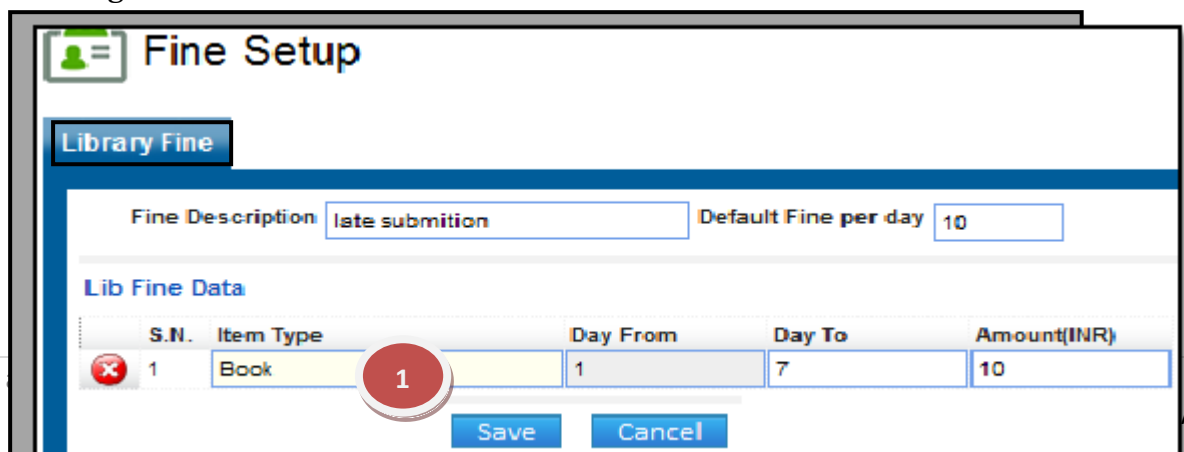 Fine Setup
Library Fine
Fine Description late submition Default Fine per day 10
Lib Fine Data
S.N. Item Type Day From Day To Amount(INR)
1 Book 1 7 10
1
Save Cancel